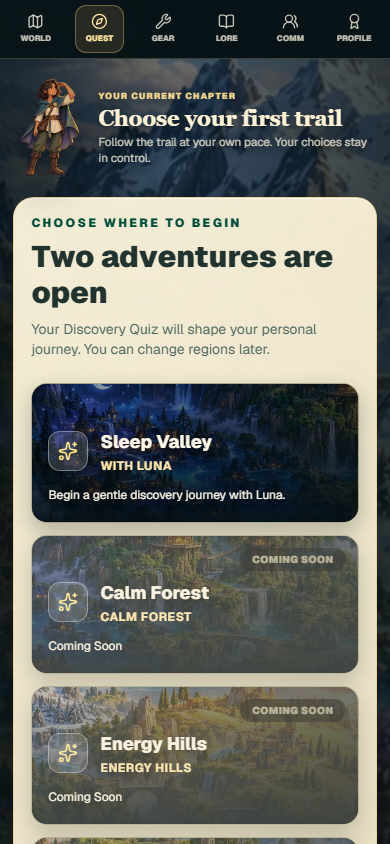 WORLD
QUEST
GEAR
LORE
COMM
PROFILE
YOUR CURRENT CHAPTER
Choose your first trail
Follow the trail at your own pace. Your choices stay
in control.
CHOOSE WHERE TO BEGIN
Two adventures are
open
Your Discovery Quiz will shape your personal
journey. You can change regions later.
Sleep Valley
WITH LUNA
Begin a gentle discovery journey with Luna.
COMING SOON
Calm Forest
CALM FOREST
Coming Soon
COMING SOON
Energy Hills
ENERGY HILLS
Coming Soon